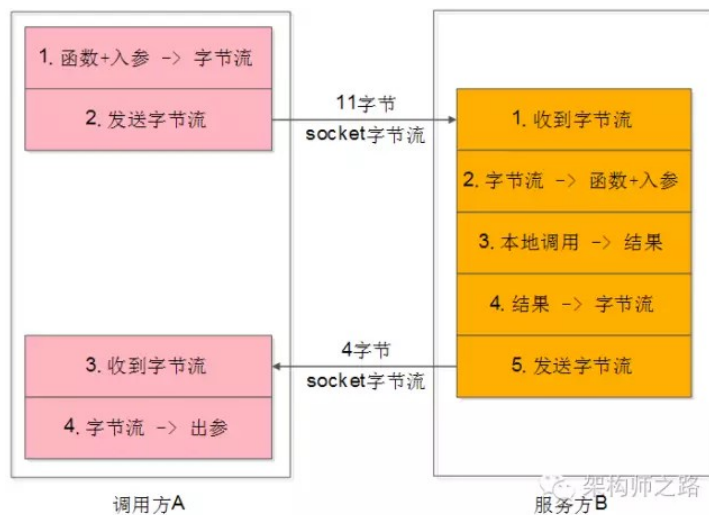 1. 函数+入参 -> 字节流
2. 发送字节流
11字节
socket字节流
1. 收到字节流
2. 字节流 -> 函数+入参
3. 本地调用 -> 结果
4. 结果 -> 字节流
5. 发送字节流
4字节
socket字节流
3. 收到字节流
4. 字节流 -> 出参
调用方A
服务方B
架构师之路